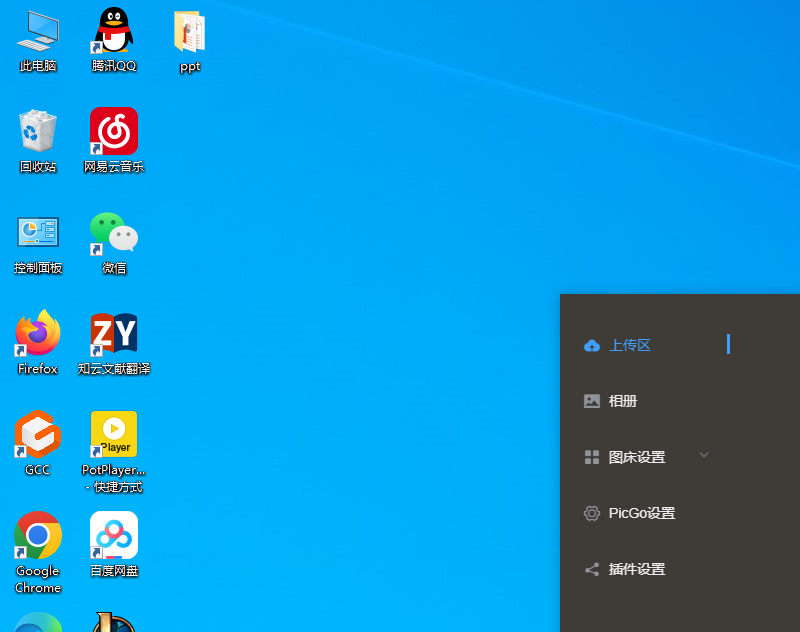 此电脑
腾讯QQ
ppt
回收站
网易云音乐
控制面板
微信
Firefox
ZY
知云文献翻译
GCC
Player
PotPlayer...
- 快捷方式
Google
Chrome
百度网盘
上传区
相册
图床设置
PicGo设置
插件设置